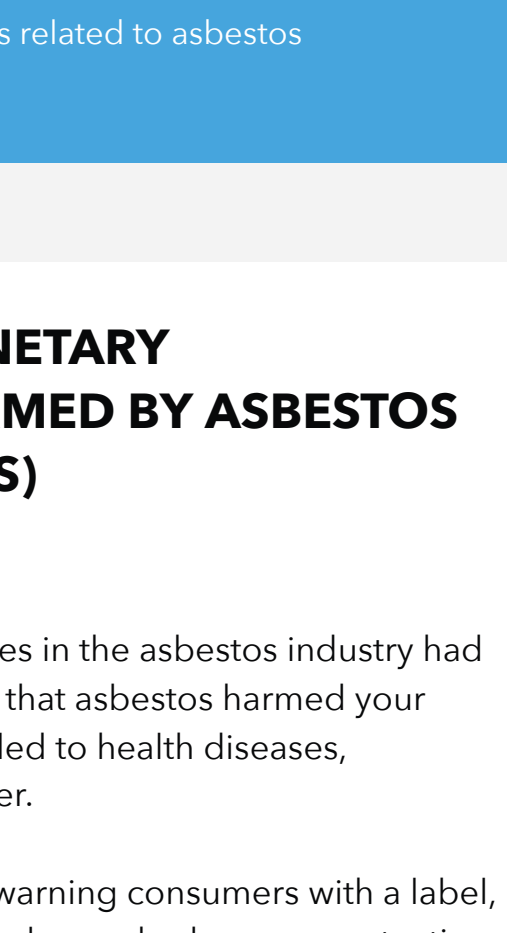 s related to asbestos
NETARY
MED BY ASBESTOS
S)
es in the asbestos industry had
that asbestos harmed your
led to health diseases,
er.
warning consumers with a label,